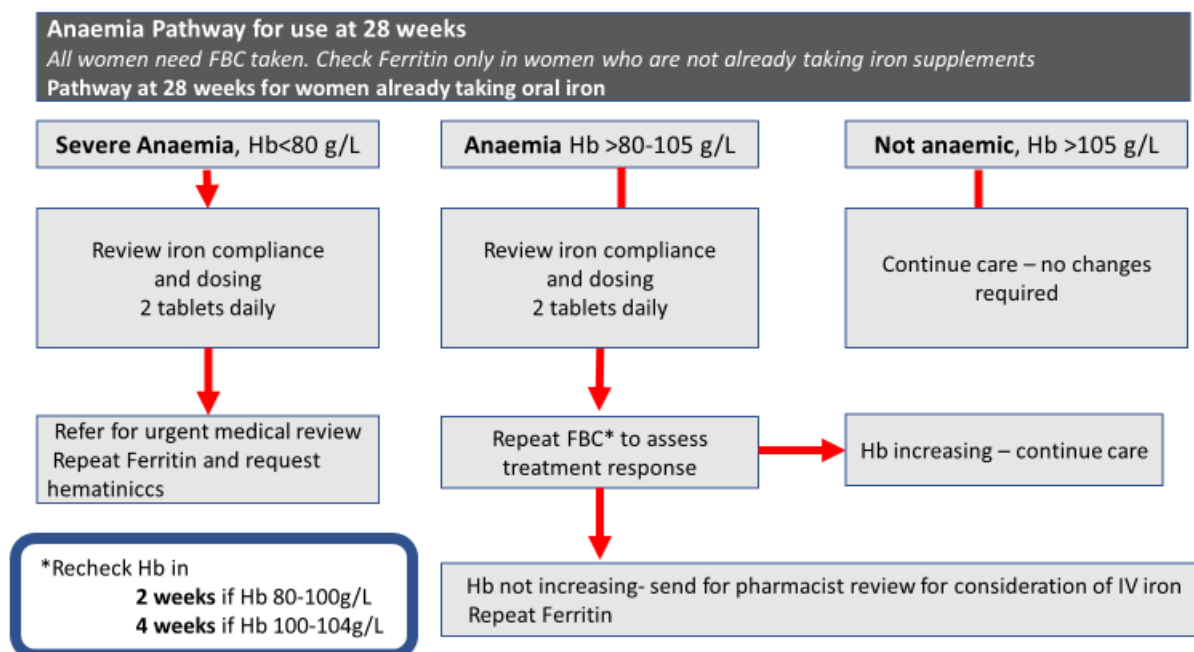 Anaemia Pathway for use at 28 weeks
All women need FBC taken. Check Ferritin only in women who are not already taking iron supplements
Pathway at 28 weeks for women already taking oral iron
Severe Anaemia, Hb<80 g/L
Anaemia Hb >80-105 g/L
Not anaemic, Hb >105 g/L
Review iron compliance
and dosing
2 tablets daily
Review iron compliance
and dosing
2 tablets daily
Continue care – no changes
required
Refer for urgent medical review
Repeat Ferritin and request
hematiniccs
Repeat FBC* to assess
treatment response
Hb increasing – continue care
*Recheck Hb in
2 weeks if Hb 80-100g/L
4 weeks if Hb 100-104g/L
Hb not increasing- send for pharmacist review for consideration of IV iron
Repeat Ferritin